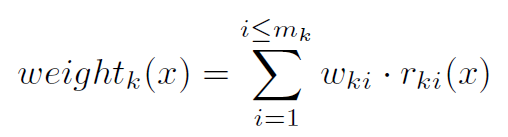 weight_k(x) = \sum_{i=1}^{i \leq m_k} w_{ki} \cdot r_{ki}(x)